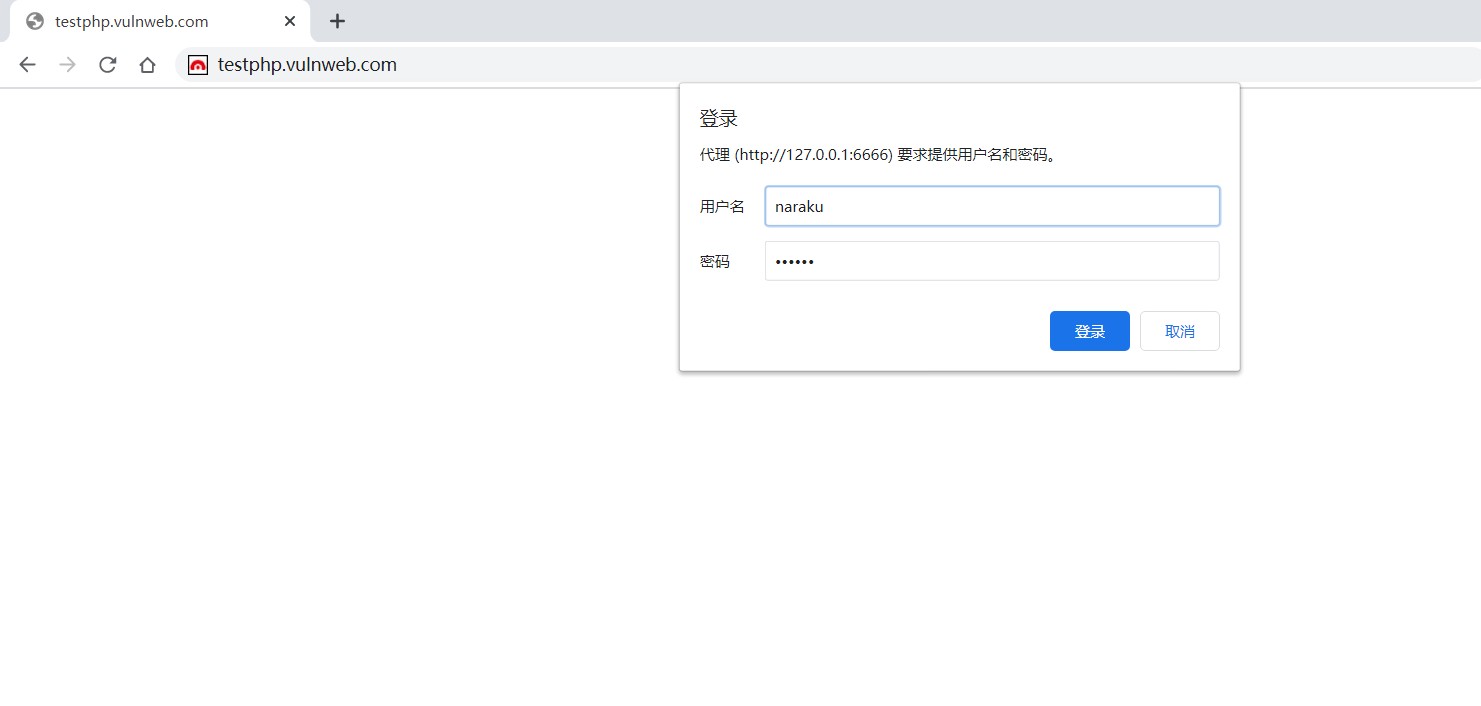 testphp.vulnweb.com
testphp.vulnweb.com
登录
代理 (http://127.0.0.1:6666) 要求提供用户名和密码。
用户名 naraku
密码 ••••••
登录 取消